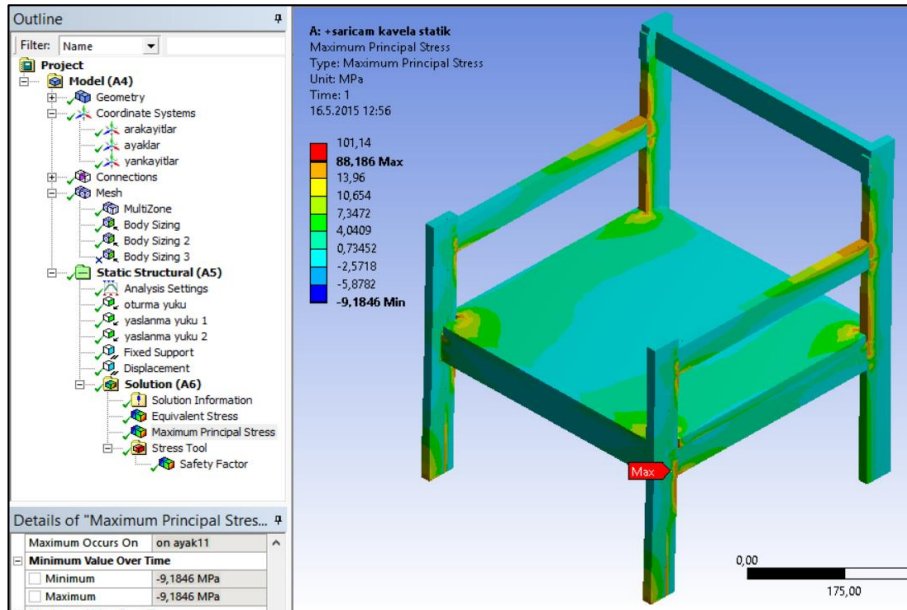 Outline
Filter: Name
Project
Model (A4)
Geometry
Coordinate Systems
arakayitlar
ayaklar
yankayitlar
Connections
Mesh
MultiZone
Body Sizing
Body Sizing 2
Body Sizing 3
Static Structural (A5)
Analysis Settings
oturma yuku
yaslanma yuku 1
yaslanma yuku 2
Fixed Support
Displacement
Solution (A6)
Solution Information
Equivalent Stress
Maximum Principal Stress
Stress Tool
Safety Factor
Details of "Maximum Principal Stres...
Maximum Occurs On on ayak11
Minimum Value Over Time
Minimum -9,1846 MPa
Maximum -9,1846 MPa
A: +saricam kavela statik
Maximum Principal Stress
Type: Maximum Principal Stress
Unit: MPa
Time: 1
16.5.2015 12:56
101,14
88,186 Max
13,96
10,654
7,3472
4,0409
0,73452
-2,5718
-5,8782
-9,1846 Min
Max
0,00
175,00